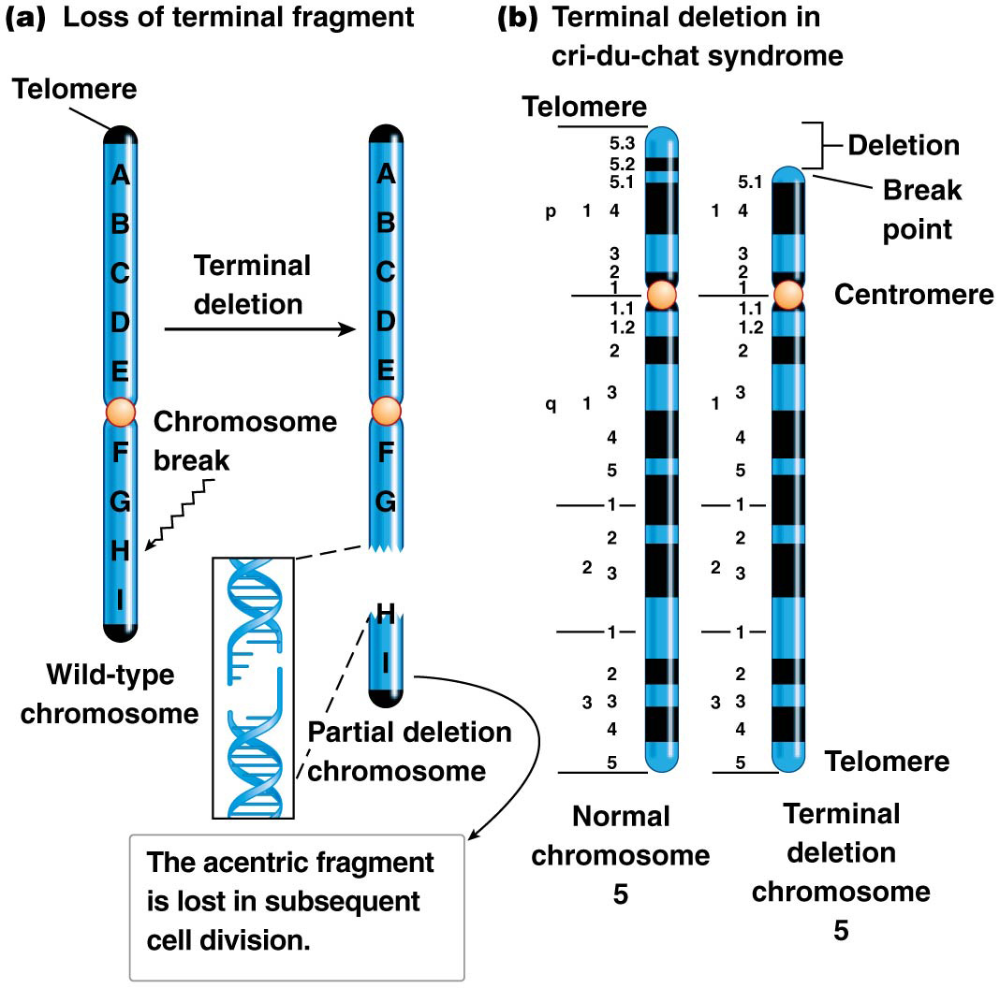 (a) Loss of terminal fragment
Telomere
A
B
C
D
E
F
G
H
I
Wild-type
chromosome
Chromosome
break
Terminal
deletion
A
B
C
D
E
F
G
H
I
Partial deletion
chromosome
The acentric fragment
is lost in subsequent
cell division.
(b) Terminal deletion in
cri-du-chat syndrome
Telomere
5.3
5.2
5.1
p 1 4
3
2
1
1.1
1.2
2
3
q 1
4
5
1
2
2 3
1
2
3 3
4
5
Normal
chromosome
5
Deletion
Break
point
5.1
1 4
3
2
1
Centromere
1.1
1.2
2
3
1
4
5
1
2
2 3
1
2
3 3
4
5
Telomere
Terminal
deletion
chromosome
5